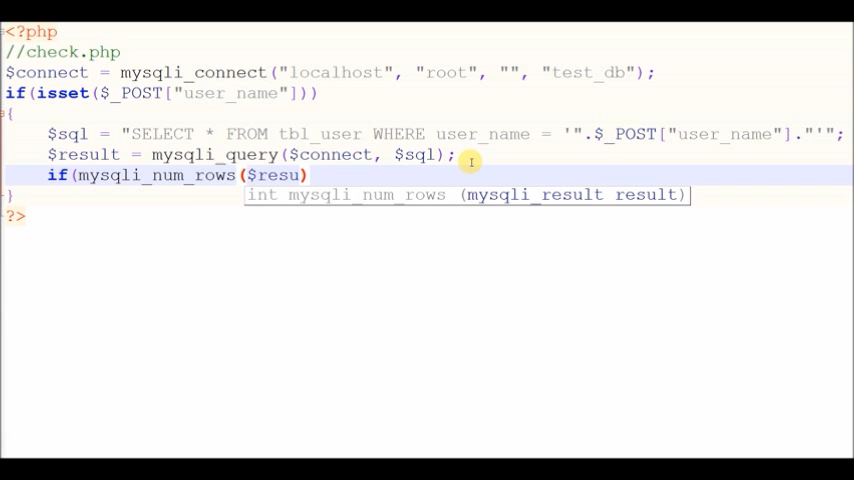 <?php
//check.php
$connect = mysqli_connect("localhost", "root", "", "test_db");
if(isset($_POST["user_name"]))
{
$sql = "SELECT * FROM tbl_user WHERE user_name = '".$_POST["user_name"]."'";
$result = mysqli_query($connect, $sql);
if(mysqli_num_rows($resu)
int mysqli_num_rows (mysqli_result result)
}
?>